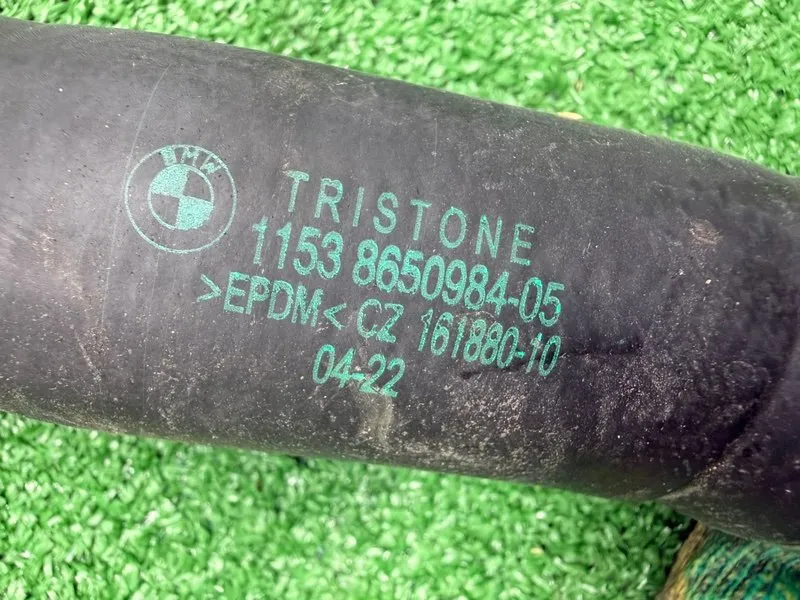 BMW
TRISTONE
1153 8650984-05
>EPDM< CZ 161880-10
04-22